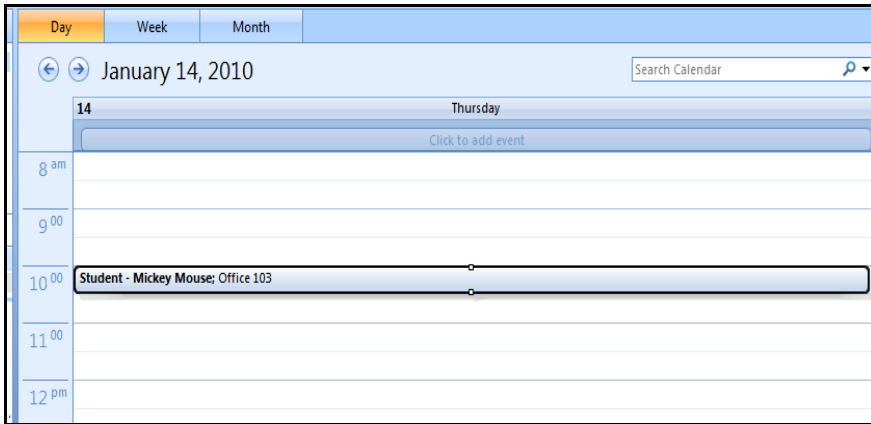 Day Week Month
January 14, 2010 Search Calendar
14 Thursday
Click to add event
8 am
9 00
10 00 Student - Mickey Mouse; Office 103
11 00
12 pm